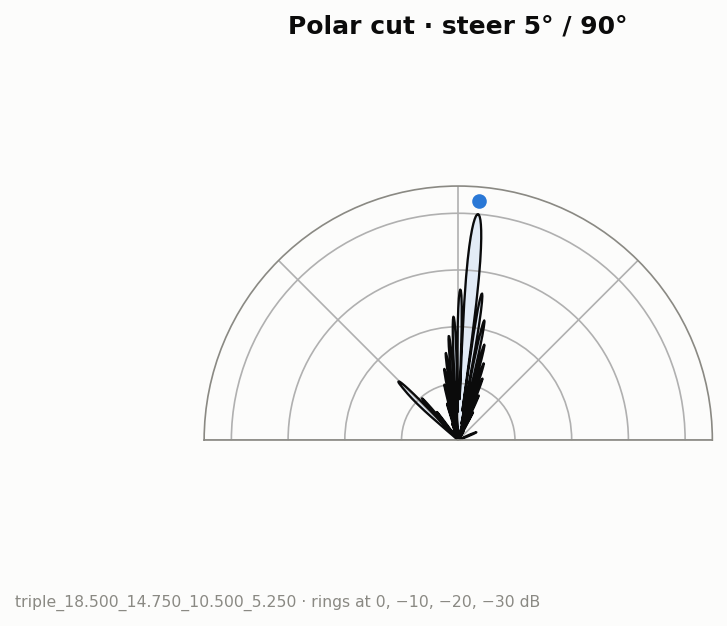 Polar cut · steer 5° / 90°
triple_18.500_14.750_10.500_5.250 · rings at 0, −10, −20, −30 dB